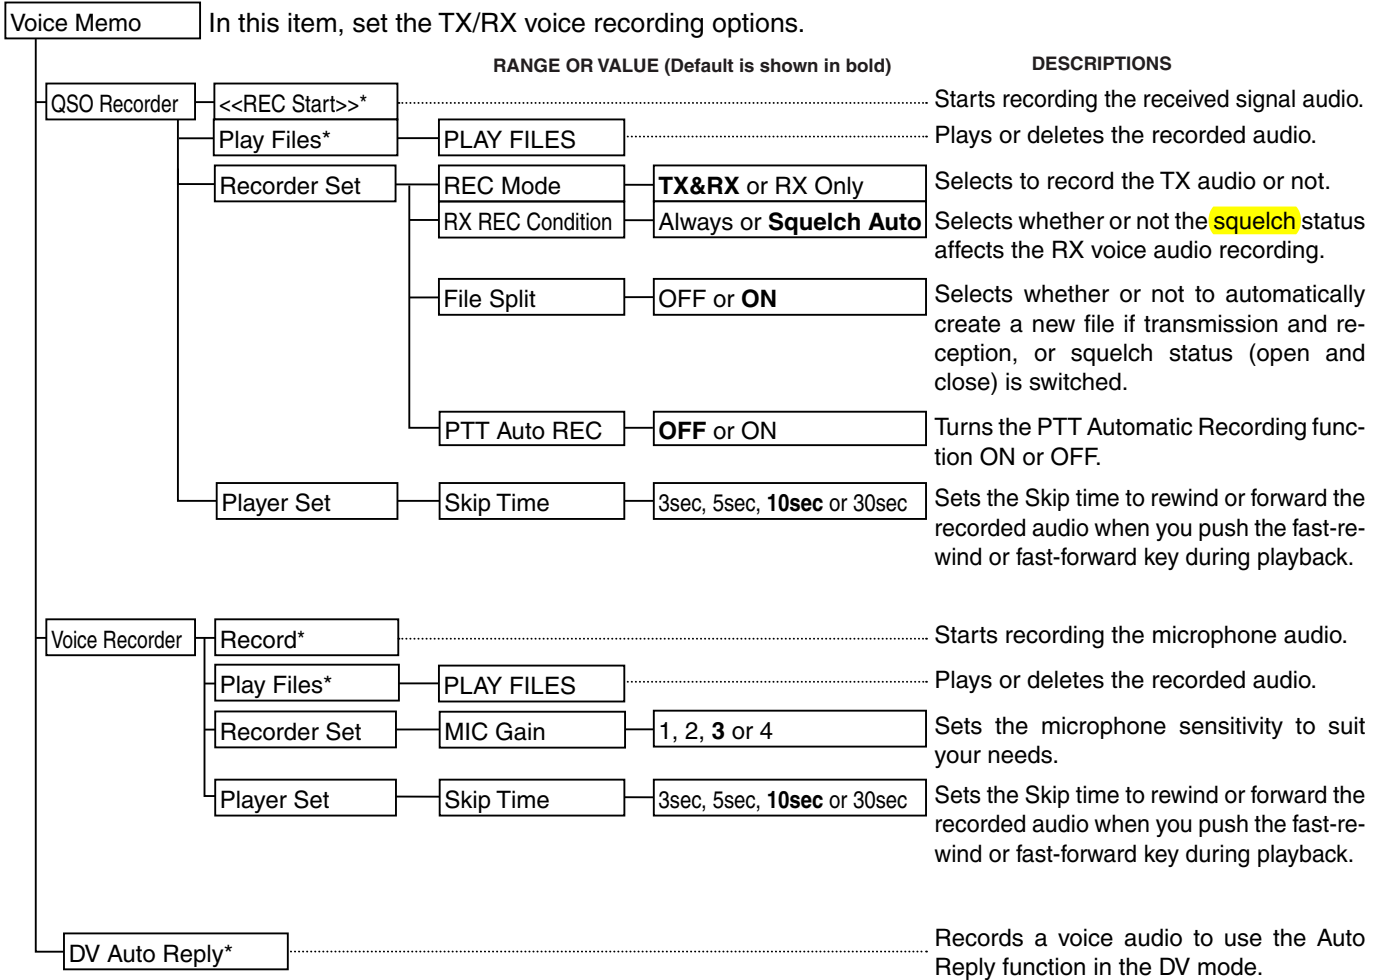 Voice Memo In this item, set the TX/RX voice recording options.
RANGE OR VALUE (Default is shown in bold) DESCRIPTIONS
QSO Recorder <<REC Start>>* Starts recording the received signal audio.
Play Files* PLAY FILES Plays or deletes the recorded audio.
Recorder Set REC Mode TX&RX or RX Only Selects to record the TX audio or not.
RX REC Condition Always or Squelch Auto Selects whether or not the squelch status
affects the RX voice audio recording.
File Split OFF or ON Selects whether or not to automatically
create a new file if transmission and re-
ception, or squelch status (open and
close) is switched.
PTT Auto REC OFF or ON Turns the PTT Automatic Recording func-
tion ON or OFF.
Player Set Skip Time 3sec, 5sec, 10sec or 30sec Sets the Skip time to rewind or forward the
recorded audio when you push the fast-re-
wind or fast-forward key during playback.
Voice Recorder Record* Starts recording the microphone audio.
Play Files* PLAY FILES Plays or deletes the recorded audio.
Recorder Set MIC Gain 1, 2, 3 or 4 Sets the microphone sensitivity to suit
your needs.
Player Set Skip Time 3sec, 5sec, 10sec or 30sec Sets the Skip time to rewind or forward the
recorded audio when you push the fast-re-
wind or fast-forward key during playback.
DV Auto Reply* Records a voice audio to use the Auto
Reply function in the DV mode.